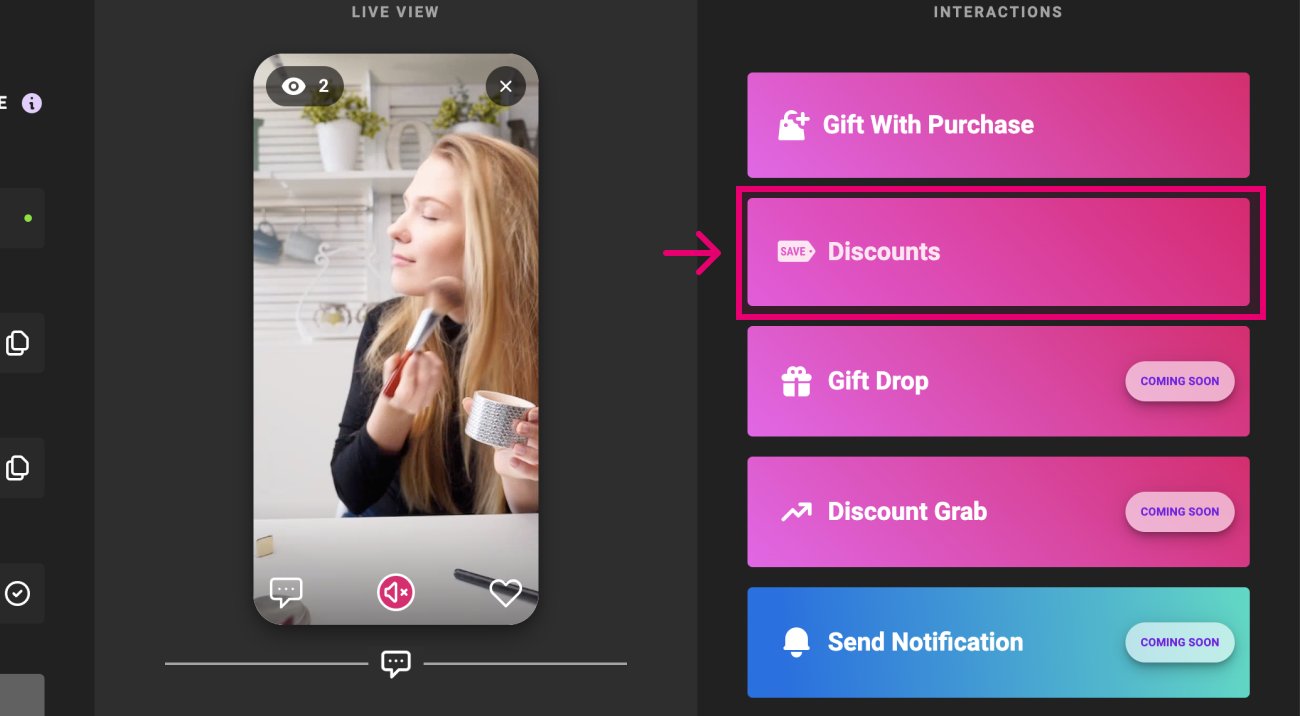 LIVE VIEW
INTERACTIONS
E
2
Gift With Purchase
SAVE
Discounts
Gift Drop
COMING SOON
Discount Grab
COMING SOON
Send Notification
COMING SOON